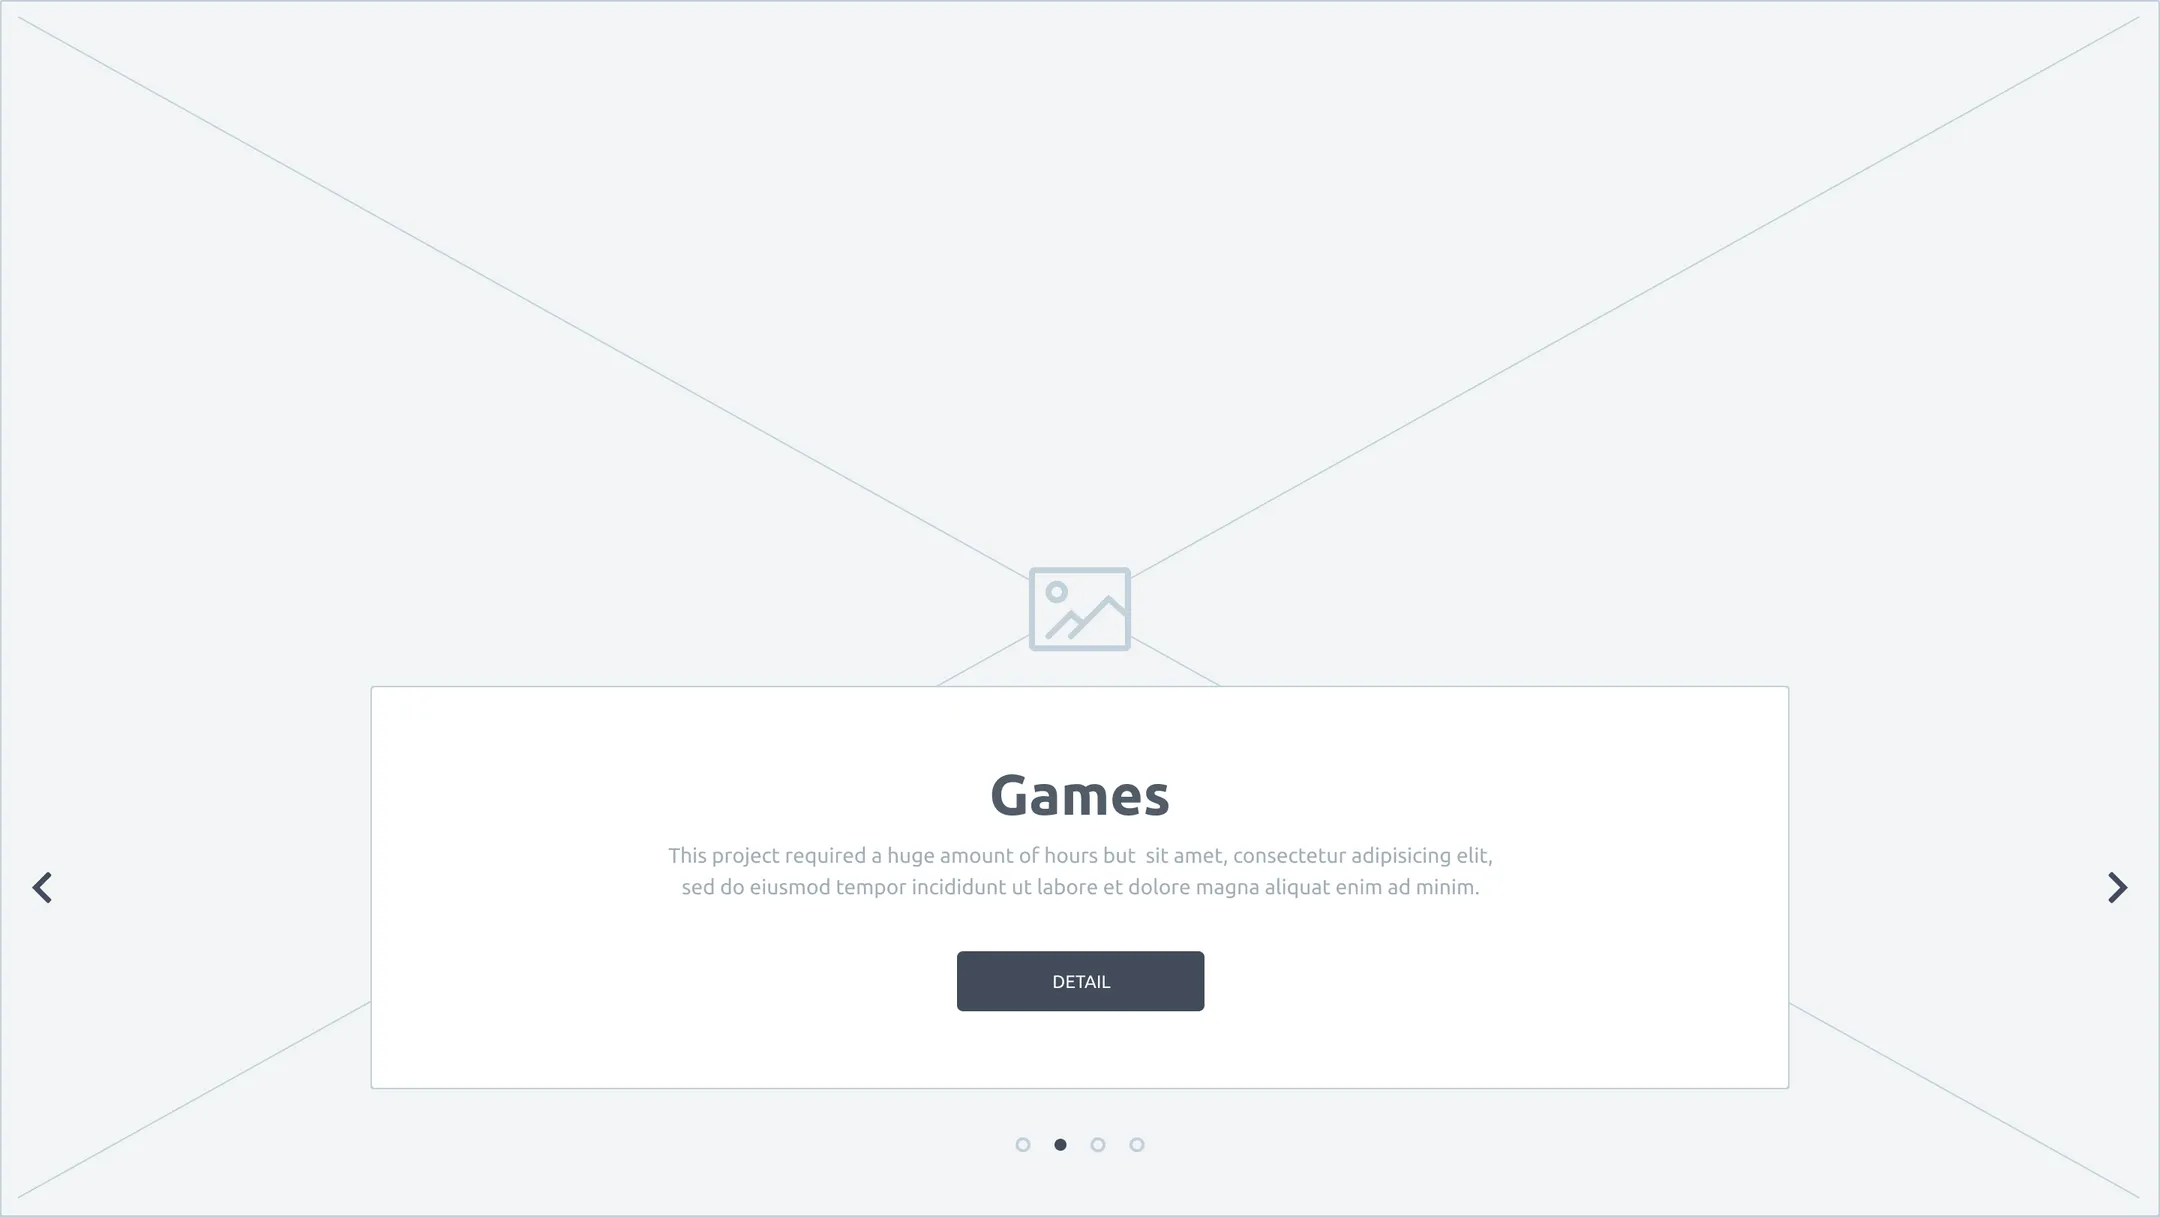 Games
This project required a huge amount of hours but  sit amet, consectetur adipisicing elit,
sed do eiusmod tempor incididunt ut labore et dolore magna aliquat enim ad minim.
DETAIL